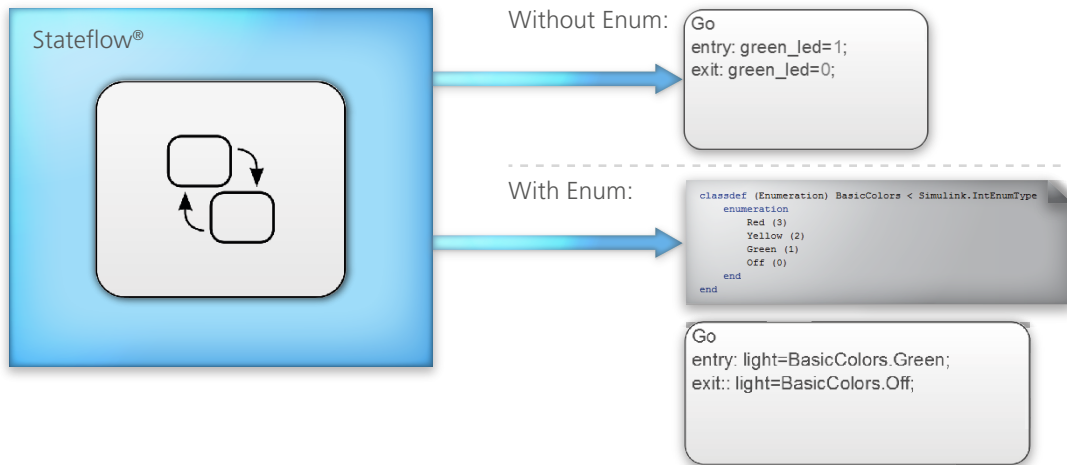 Stateflow®
Without Enum:
Go
entry: green_led=1;
exit: green_led=0;
With Enum:
classdef (Enumeration) BasicColors < Simulink.IntEnumType
enumeration
Red (3)
Yellow (2)
Green (1)
Off (0)
end
end
Go
entry: light=BasicColors.Green;
exit:: light=BasicColors.Off;